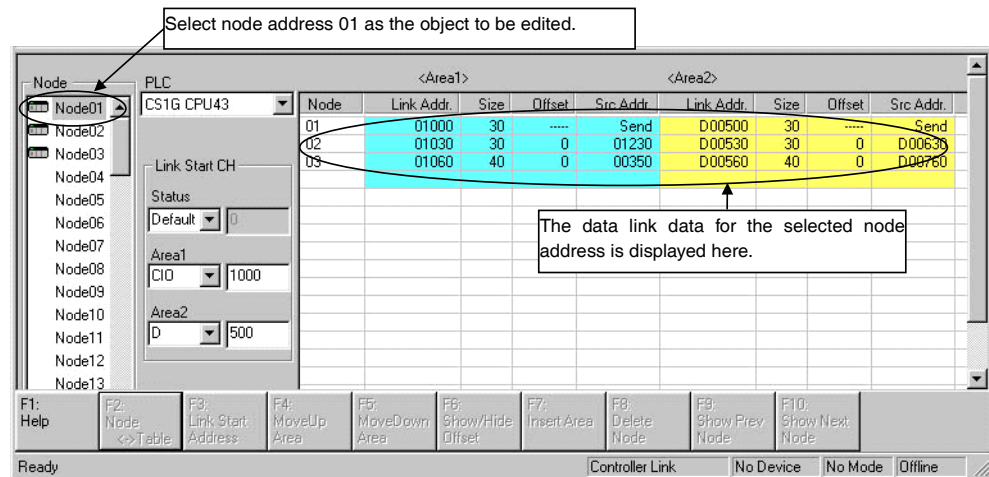 Select node address 01 as the object to be edited.
Node
PLC
<Area1>
<Area2>
Node01
CS1G CPU43
Node Link Addr. Size Offset Src Addr. Link Addr. Size Offset Src Addr.
01 01000 30 ----- Send D00500 30 ----- Send
02 01030 30 0 01230 D00530 30 0 D00630
03 01060 40 0 00350 D00560 40 0 D00760
Node02
Node03
Node04
Node05
Node06
Node07
Node08
Node09
Node10
Node11
Node12
Node13
Link Start CH
Status
Default 0
Area1
CIO 1000
Area2
D 500
The data link data for the selected node
address is displayed here.
F1:
Help
F2:
Node
<->Table
F3:
Link Start
Address
F4:
MoveUp
Area
F5:
MoveDown
Area
F6:
Show/Hide
Offset
F7:
Insert Area
F8:
Delete
Node
F9:
Show Prev
Node
F10:
Show Next
Node
Ready
Controller Link
No Device
No Mode
Offline